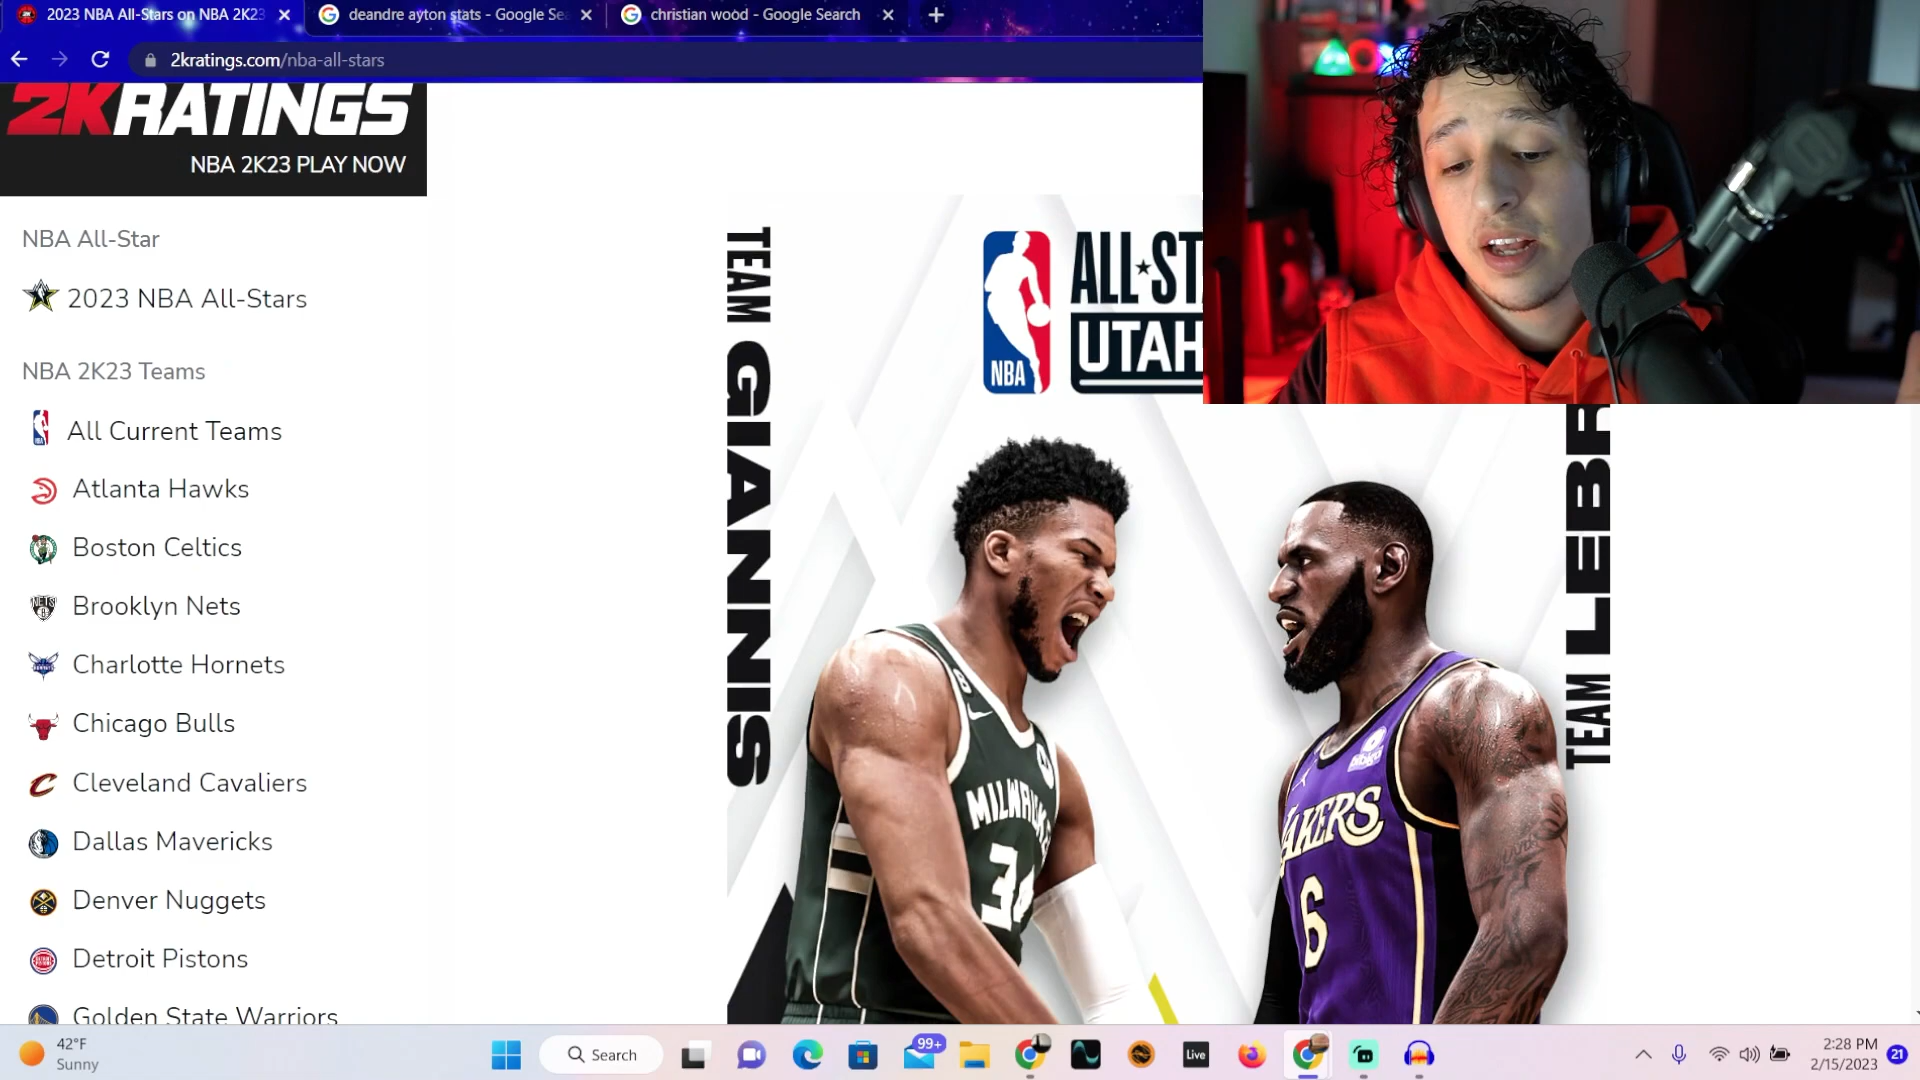 2023 NBA All-Stars on NBA 2K23
deandre ayton stats - Google Se
christian wood - Google Search
2kratings.com/nba-all-stars
2KRATINGS
NBA 2K23 PLAY NOW
NBA All-Star
2023 NBA All-Stars
NBA 2K23 Teams
All Current Teams
Atlanta Hawks
Boston Celtics
Brooklyn Nets
Charlotte Hornets
Chicago Bulls
Cleveland Cavaliers
Dallas Mavericks
Denver Nuggets
Detroit Pistons
Golden State Warriors
TEAM GIANNIS
NBA
ALL★ST
UTAH
TEAM LEBR
MILWAUKEE
34
LAKERS
6
42°F
Sunny
Search
99+
Live
2:28 PM
2/15/2023
21